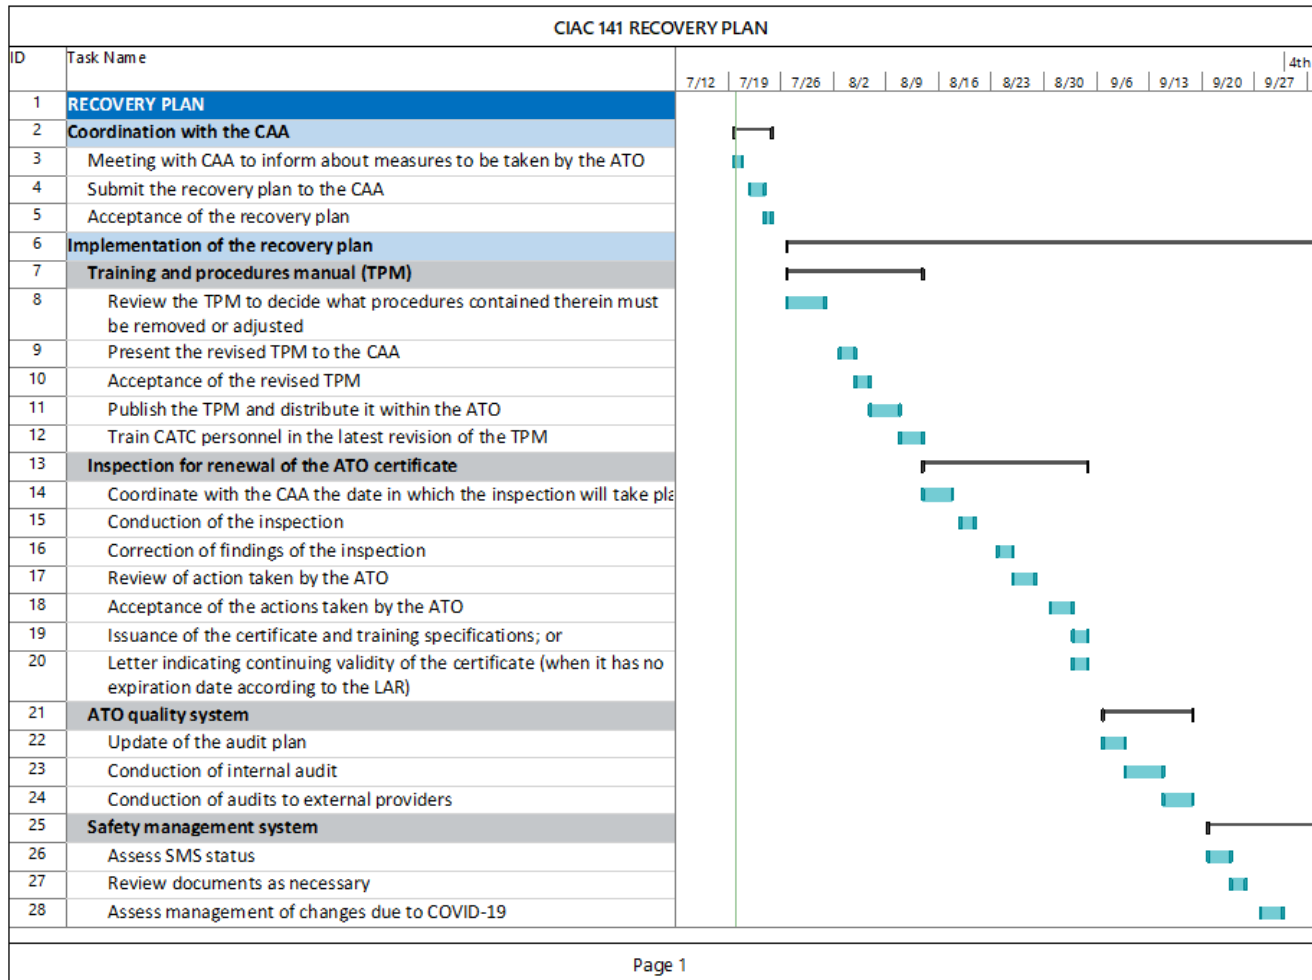 CIAC 141 RECOVERY PLAN
ID Task Name
4th
7/12 7/19 7/26 8/2 8/9 8/16 8/23 8/30 9/6 9/13 9/20 9/27
1 RECOVERY PLAN
2 Coordination with the CAA
3 Meeting with CAA to inform about measures to be taken by the ATO
4 Submit the recovery plan to the CAA
5 Acceptance of the recovery plan
6 Implementation of the recovery plan
7 Training and procedures manual (TPM)
8 Review the TPM to decide what procedures contained therein must
be removed or adjusted
9 Present the revised TPM to the CAA
10 Acceptance of the revised TPM
11 Publish the TPM and distribute it within the ATO
12 Train CATC personnel in the latest revision of the TPM
13 Inspection for renewal of the ATO certificate
14 Coordinate with the CAA the date in which the inspection will take pla
15 Conduction of the inspection
16 Correction of findings of the inspection
17 Review of action taken by the ATO
18 Acceptance of the actions taken by the ATO
19 Issuance of the certificate and training specifications; or
20 Letter indicating continuing validity of the certificate (when it has no
expiration date according to the LAR)
21 ATO quality system
22 Update of the audit plan
23 Conduction of internal audit
24 Conduction of audits to external providers
25 Safety management system
26 Assess SMS status
27 Review documents as necessary
28 Assess management of changes due to COVID-19
Page 1